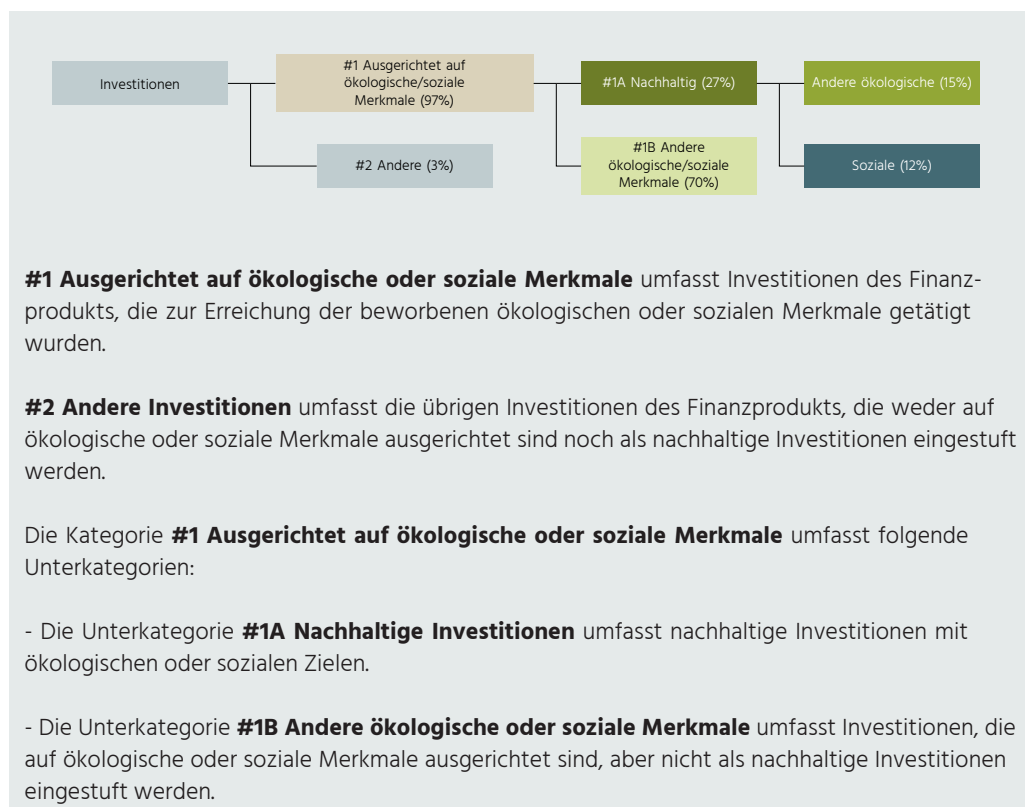 Investitionen
#1 Ausgerichtet auf
ökologische/soziale
Merkmale (97%)
#1A Nachhaltig (27%)
Andere ökologische (15%)
#2 Andere (3%)
#1B Andere
ökologische/soziale
Merkmale (70%)
Soziale (12%)
#1 Ausgerichtet auf ökologische oder soziale Merkmale umfasst Investitionen des Finanz-
produkts, die zur Erreichung der beworbenen ökologischen oder sozialen Merkmale getätigt
wurden.
#2 Andere Investitionen umfasst die übrigen Investitionen des Finanzprodukts, die weder auf
ökologische oder soziale Merkmale ausgerichtet sind noch als nachhaltige Investitionen eingestuft
werden.
Die Kategorie #1 Ausgerichtet auf ökologische oder soziale Merkmale umfasst folgende
Unterkategorien:
- Die Unterkategorie #1A Nachhaltige Investitionen umfasst nachhaltige Investitionen mit
ökologischen oder sozialen Zielen.
- Die Unterkategorie #1B Andere ökologische oder soziale Merkmale umfasst Investitionen, die
auf ökologische oder soziale Merkmale ausgerichtet sind, aber nicht als nachhaltige Investitionen
eingestuft werden.